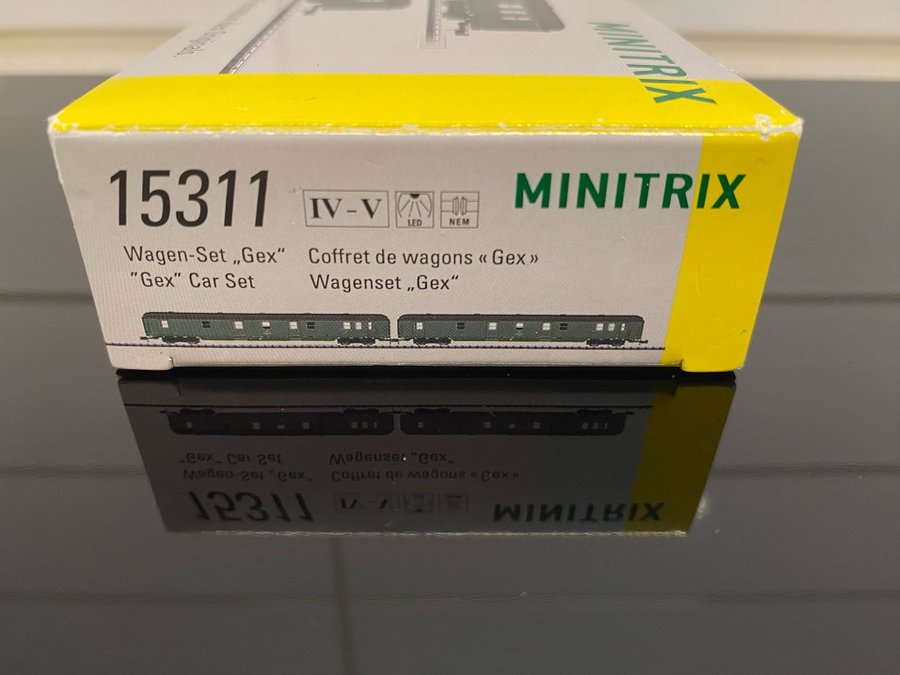 MINITRIX
15311
IV-V
LED
NEM
MINITRIX
Wagen-Set „Gex“
Coffret de wagons « Gex »
"Gex" Car Set
Wagenset „Gex“